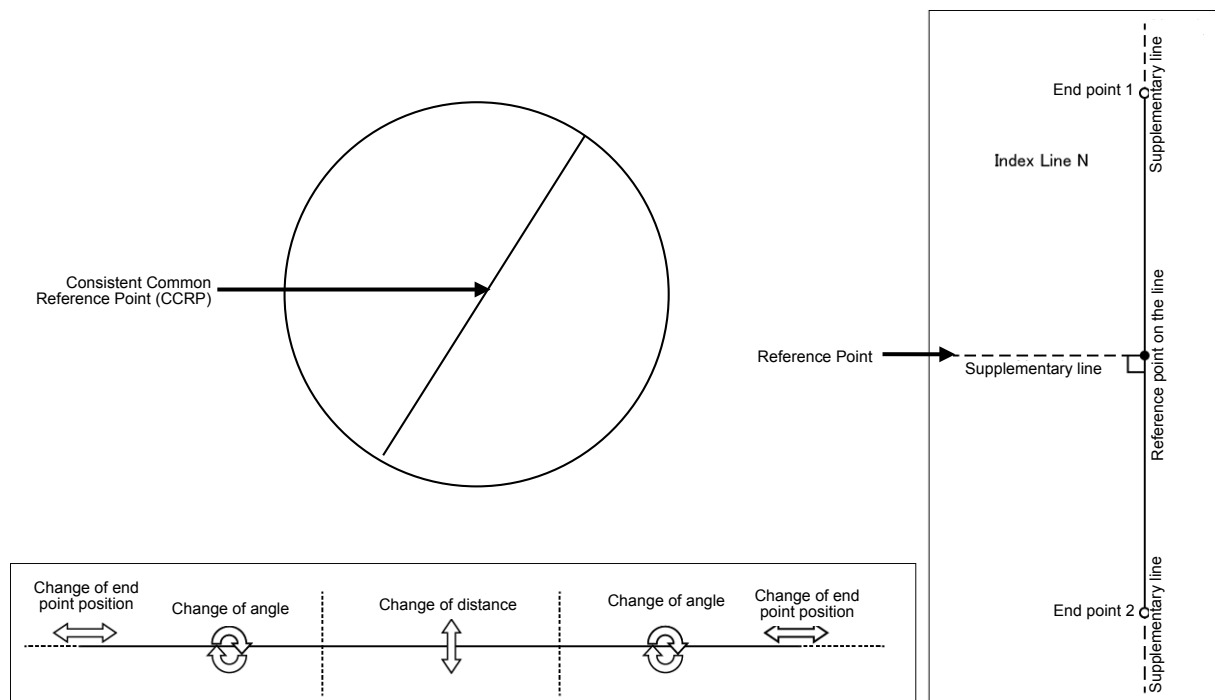 Consistent Common
Reference Point (CCRP)
Reference Point
End point 1
Supplementary line
Index Line N
Reference point on the line
Supplementary line
End point 2
Supplementary line
Change of end
point position
Change of angle
Change of distance
Change of angle
Change of end
point position